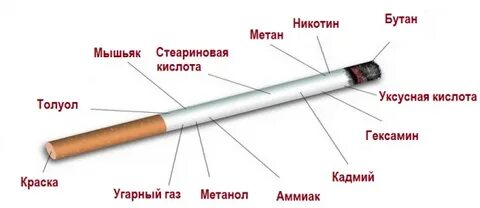 Никотин
Бутан
Метан
Стеариновая
кислота
Мышьяк
Толуол
Уксусная кислота
Гексамин
Кадмий
Аммиак
Метанол
Угарный газ
Краска